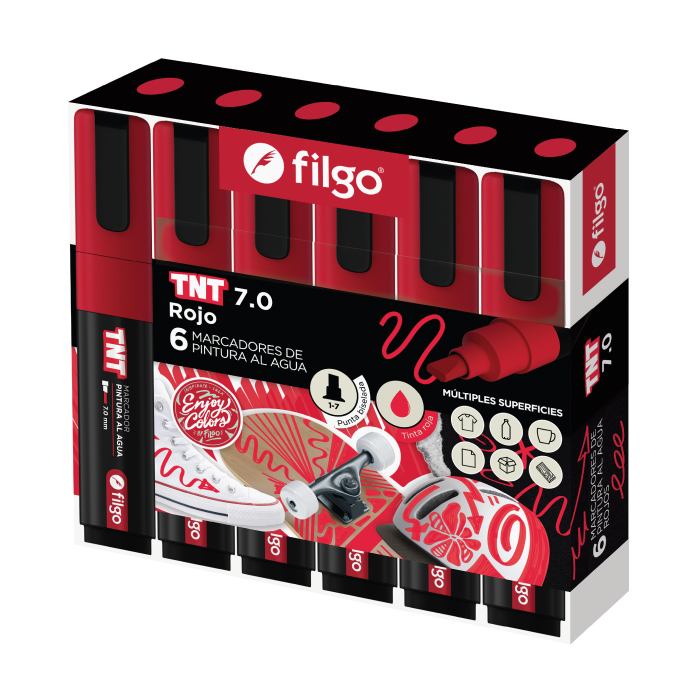 filgo®
filgo
TNT 7.0
Rojo
6 MARCADORES DE
PINTURA AL AGUA
TNT
MARCADOR
PINTURA AL AGUA
7.0 mm
filgo
Enjoy
Colors
BY FILGO
1-7
Punta biselada
Tinta roja
MÚLTIPLES SUPERFICIES
TNT 7.0
6 MARCADORES DE
PINTURA AL AGUA
ROJOS
filgo
filgo
filgo
filgo
filgo